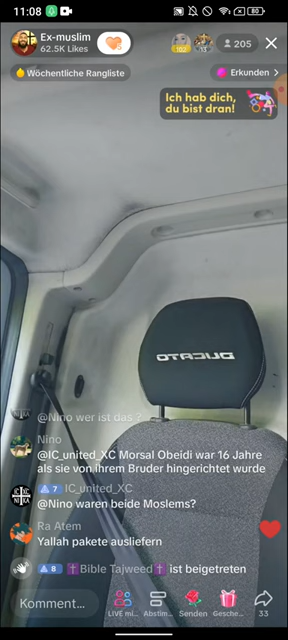 11:08
80
Ex-muslim
62.5K Likes
102
205
Wöchentliche Rangliste
Erkunden >
Ich hab dich,
du bist dran!
DUCATO
@Nino wer ist das ?
Nino
@IC_united_XC Morsal Obeidi war 16 Jahre
als sie von ihrem Bruder hingerichtet wurde
7 IC_united_XC
@Nino waren beide Moslems?
Ra Atem
Yallah pakete ausliefern
8 ✝️Bible Tajweed✝️ ist beigetreten
Komment...
LIVE mi...
Abstim...
Senden
Gesche...
33